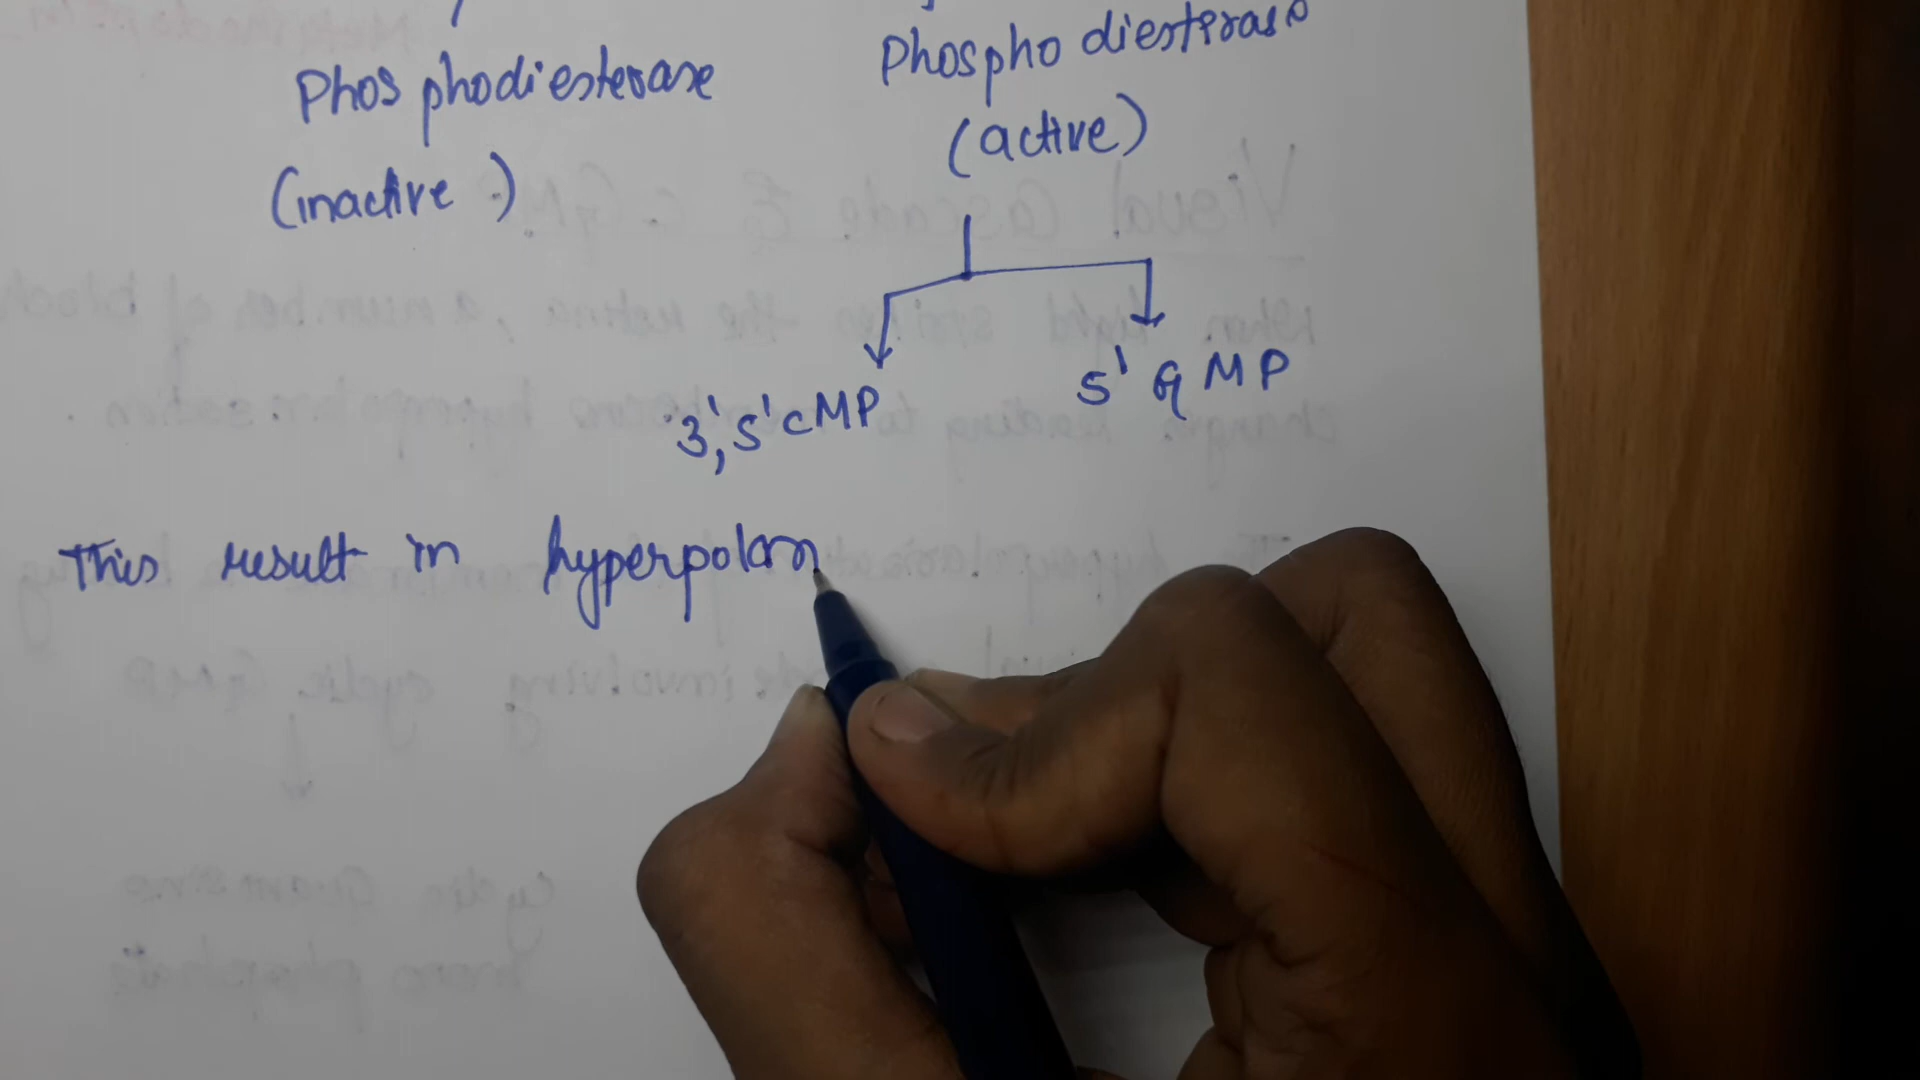 Phosphodiesterase
Phosphodiesterase
(inactive)
(active)
3',5'cMP
5' GMP
This result in hyperpolar